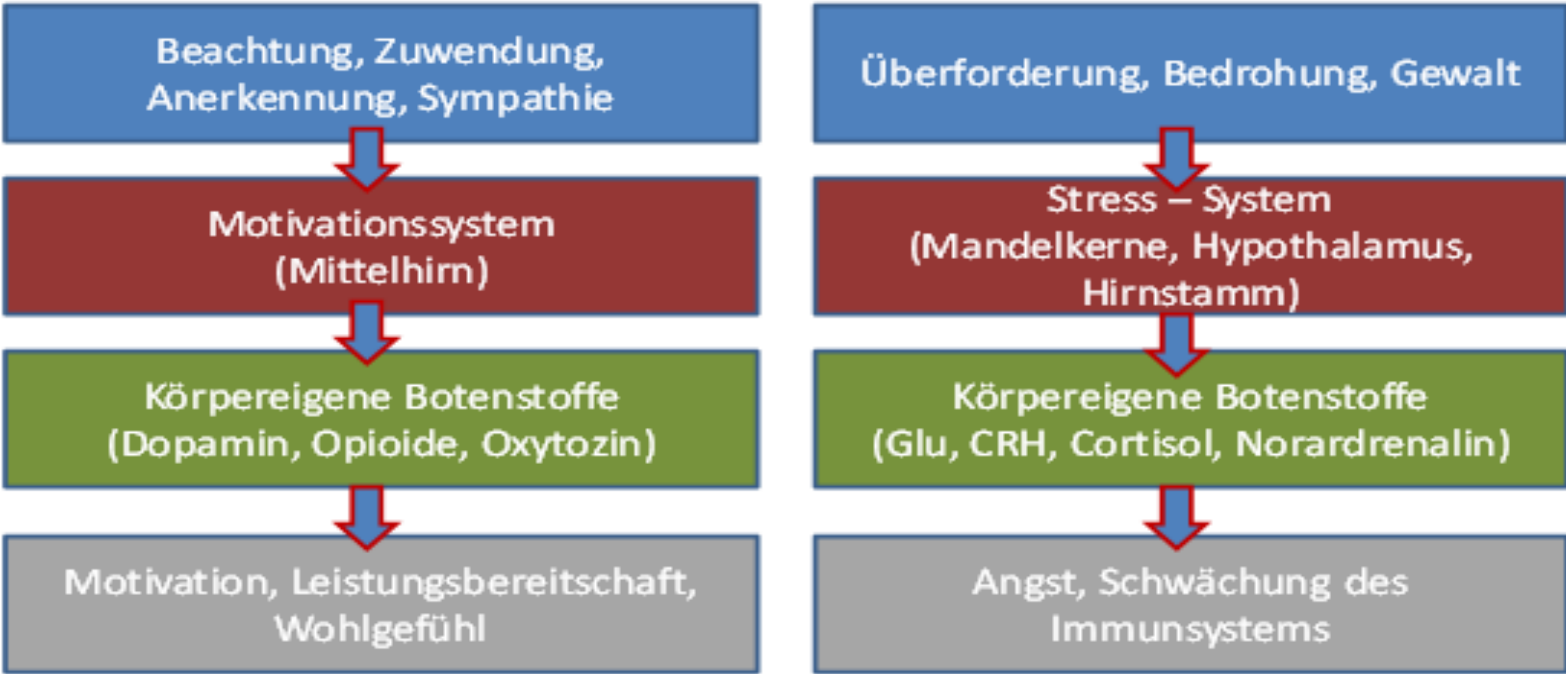 Beachtung, Zuwendung,
Anerkennung, Sympathie
Motivationssystem
(Mittelhirn)
Körpereigene Botenstoffe
(Dopamin, Opioide, Oxytozin)
Motivation, Leistungsbereitschaft,
Wohlgefühl
Überforderung, Bedrohung, Gewalt
Stress – System
(Mandelkerne, Hypothalamus,
Hirnstamm)
Körpereigene Botenstoffe
(Glu, CRH, Cortisol, Norardrenalin)
Angst, Schwächung des
Immunsystems